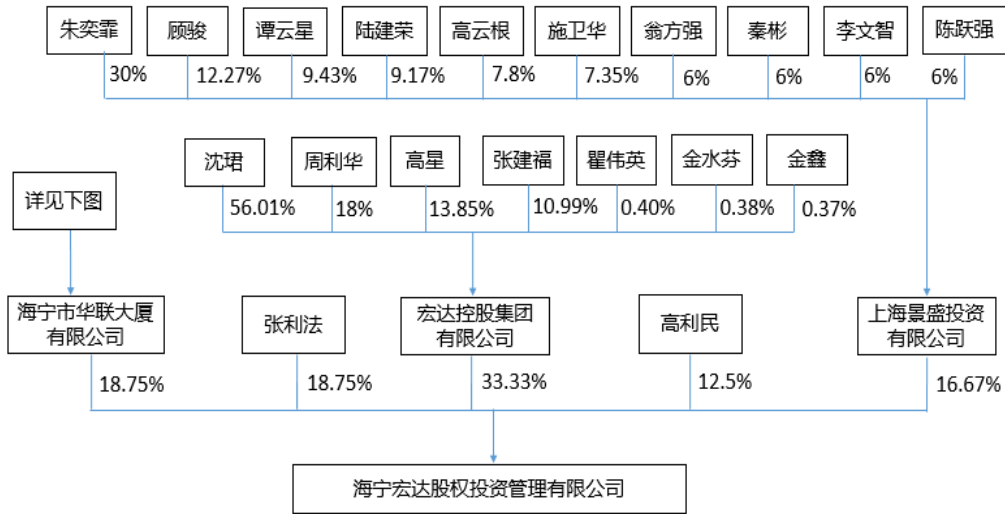 朱奕霏 顾骏 谭云星 陆建荣 高云根 施卫华 翁方强 秦彬 李文智 陈跃强
30% 12.27% 9.43% 9.17% 7.8% 7.35% 6% 6% 6% 6%
沈珺 周利华 高星 张建福 瞿伟英 金水芬 金鑫
详见下图
56.01% 18% 13.85% 10.99% 0.40% 0.38% 0.37%
海宁市华联大厦
有限公司
张利法
宏达控股集团
有限公司
高利民
上海景盛投资
有限公司
18.75% 18.75% 33.33% 12.5% 16.67%
海宁宏达股权投资管理有限公司